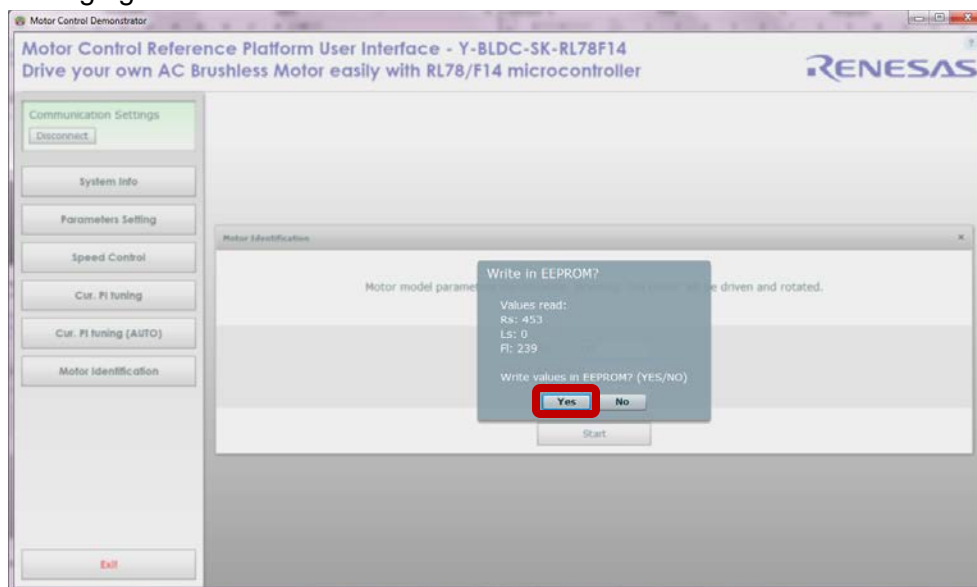 Motor Control Demonstrator
Motor Control Reference Platform User Interface - Y-BLDC-SK-RL78F14
Drive your own AC Brushless Motor easily with RL78/F14 microcontroller
RENESAS
?
Communication Settings
Disconnect
System Info
Parameters Setting
Speed Control
Cur. PI tuning
Cur. PI tuning (AUTO)
Motor Identification
Exit
Motor Identification
x
Motor model parame
e driven and rotated.
Write in EEPROM?
Values read:
Rs: 453
Ls: 0
Fl: 239
Write values in EEPROM? (YES/NO)
Yes
No
Start